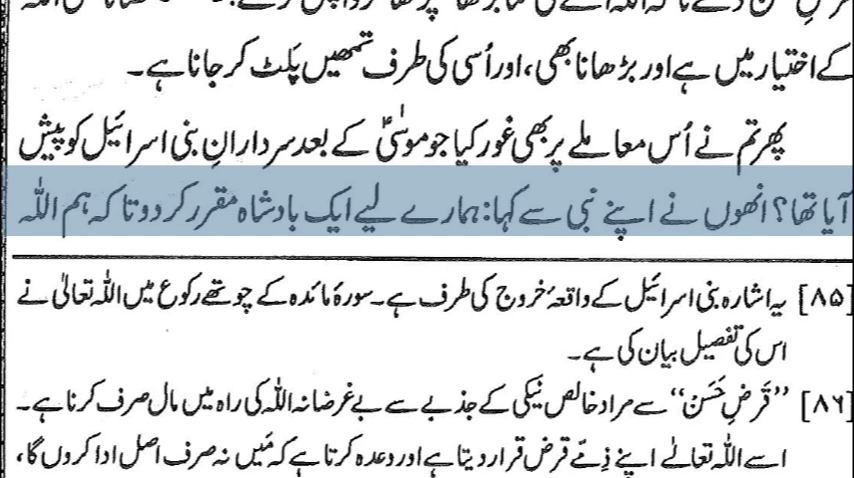 کے اختیار میں ہے اور بڑھانا بھی، اور اُسی کی طرف تمھیں پلٹ کر جانا ہے۔
پھر تم نے اُس معاملے پر بھی غور کیا جو موسٰیؑ کے بعد سردارانِ بنی اسرائیل کو پیش
آیا تھا؟ انھوں نے اپنے نبی سے کہا: ہمارے لیے ایک بادشاہ مقرر کر دو تاکہ ہم اللہ
[۸۵] یہ اشارہ بنی اسرائیل کے واقعۂ خروج کی طرف ہے۔ سورۂ مائدہ کے چوتھے رکوع میں اللہ تعالیٰ نے
اس کی تفصیل بیان کی ہے۔
[۸۶] ’’قَرضِ حَسَنْ‘‘ سے مراد خالص نیکی کے جذبے سے بے غرضانہ اللہ کی راہ میں مال صرف کرنا ہے۔
اسے اللہ تعالےٰ اپنے ذِمّے قرض قرار دیتا ہے اور وعدہ کرتا ہے کہ مَیں نہ صرف اصل ادا کروں گا،